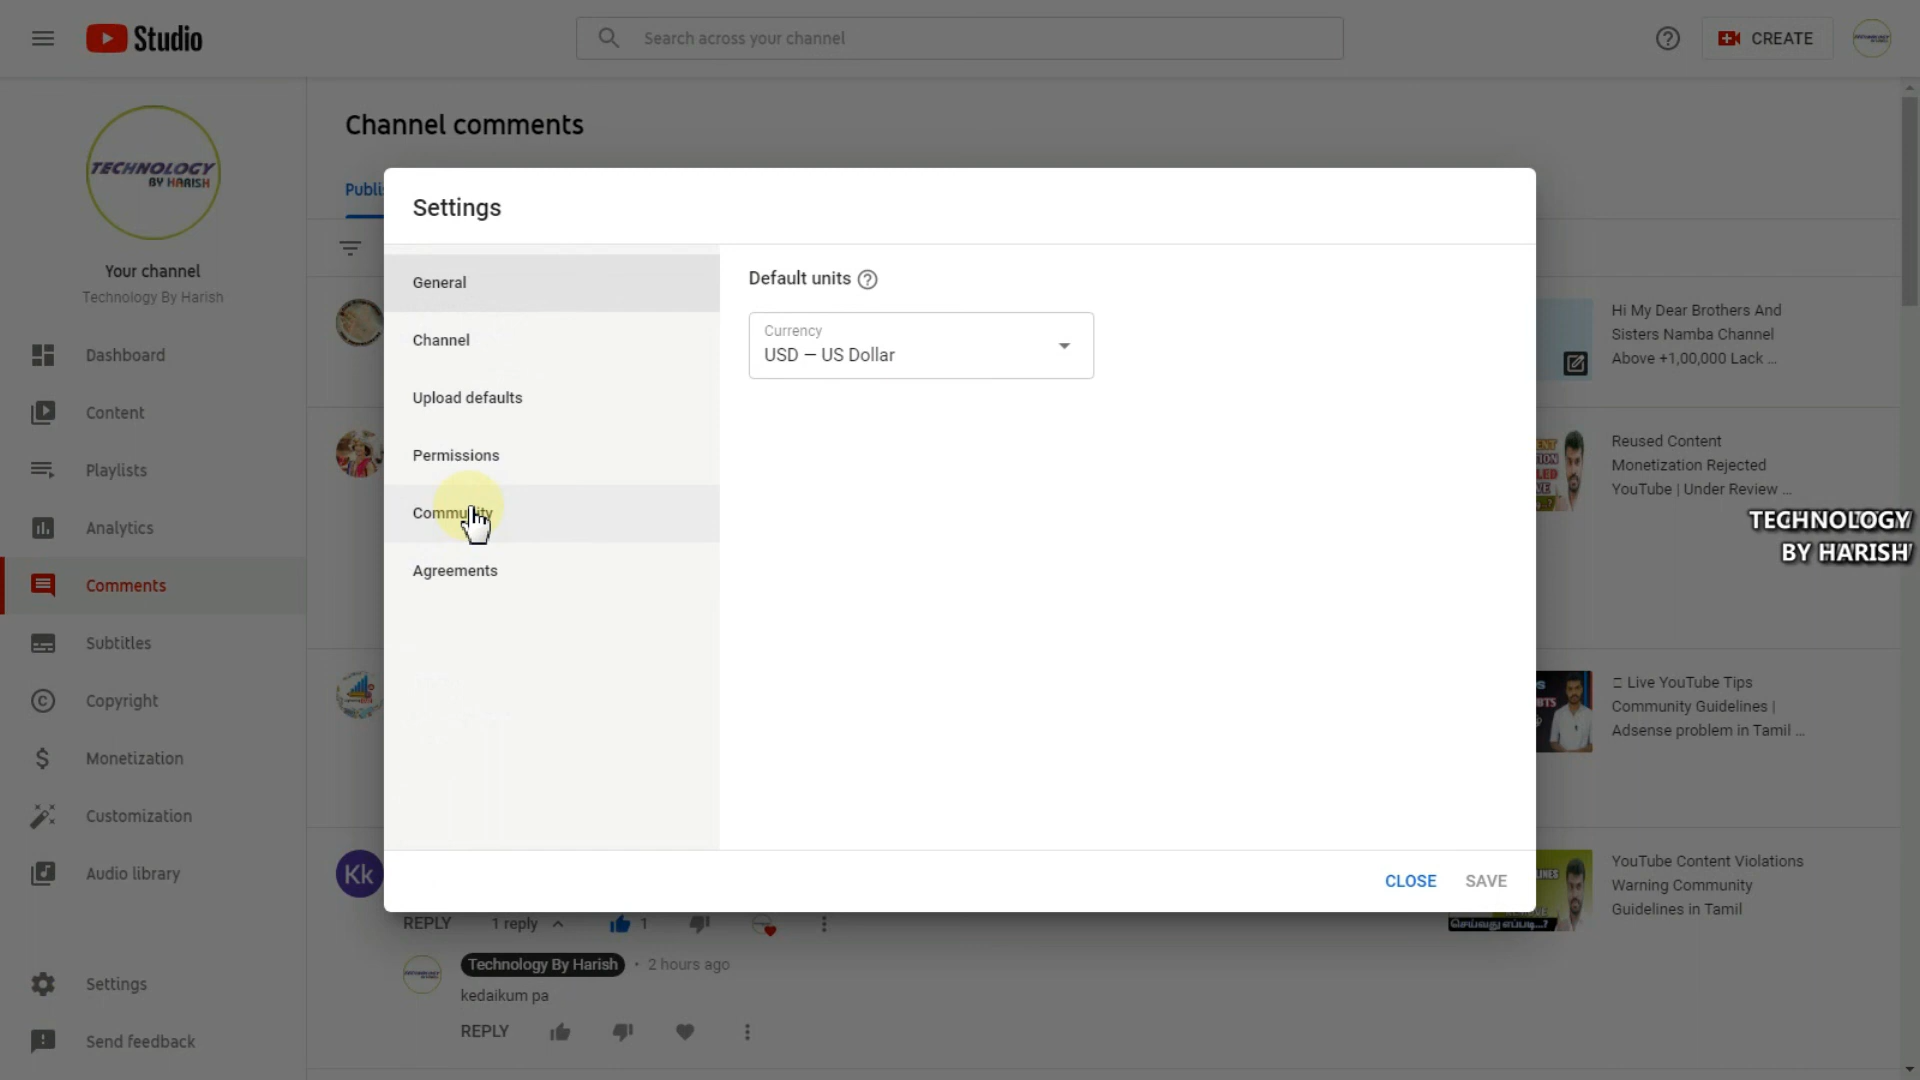 Studio
Search across your channel
CREATE
TECHNOLOGY
BY HARISH
Your channel
Technology By Harish
Dashboard
Content
Playlists
Analytics
Comments
Subtitles
Copyright
Monetization
Customization
Audio library
Settings
Send feedback
Channel comments
Publi
Settings
General
Channel
Upload defaults
Permissions
Community
Agreements
Default units
Currency
USD – US Dollar
CLOSE
SAVE
Hi My Dear Brothers And
Sisters Namba Channel
Above +1,00,000 Lack ...
Reused Content
Monetization Rejected
YouTube | Under Review ...
TECHNOLOGY
BY HARISH
Live YouTube Tips
Community Guidelines |
Adsense problem in Tamil ...
YouTube Content Violations
Warning Community
Guidelines in Tamil
செய்வது எப்படி...?
Kk
REPLY
1 reply
1
Technology By Harish
• 2 hours ago
kedaikum pa
REPLY